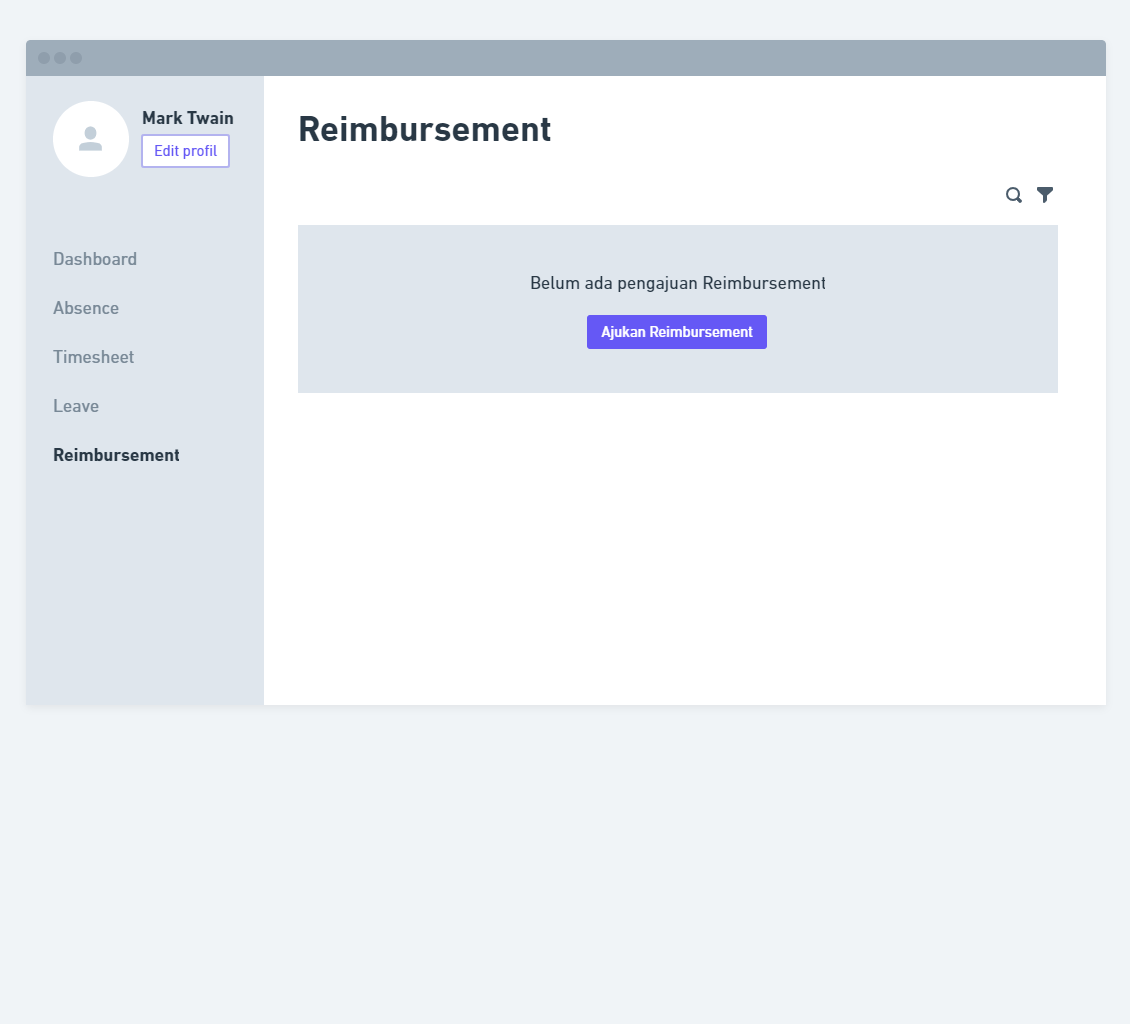 Mark Twain
Edit profil
Dashboard
Absence
Timesheet
Leave
Reimbursement
Reimbursement
Belum ada pengajuan Reimbursement
Ajukan Reimbursement